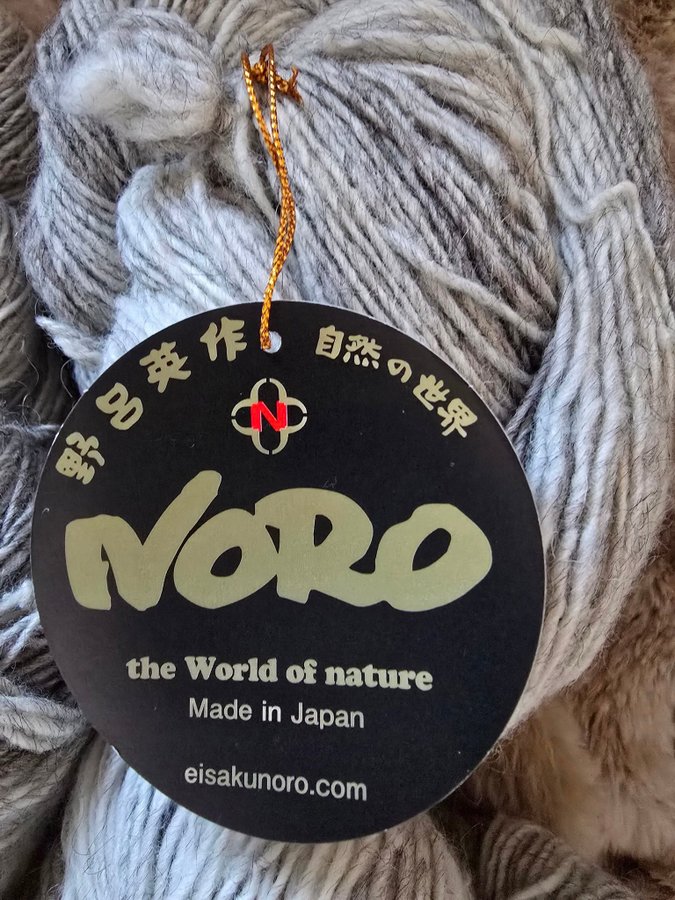 野呂英作
自然の世界
N
NORO
the World of nature
Made in Japan
eisakunoro.com